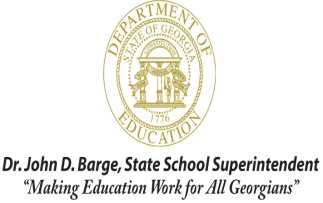 DEPARTMENT OF
STATE OF GEORGIA
CONSTITUTION
1776
EDUCATION
Dr. John D. Barge, State School Superintendent
“Making Education Work for All Georgians”